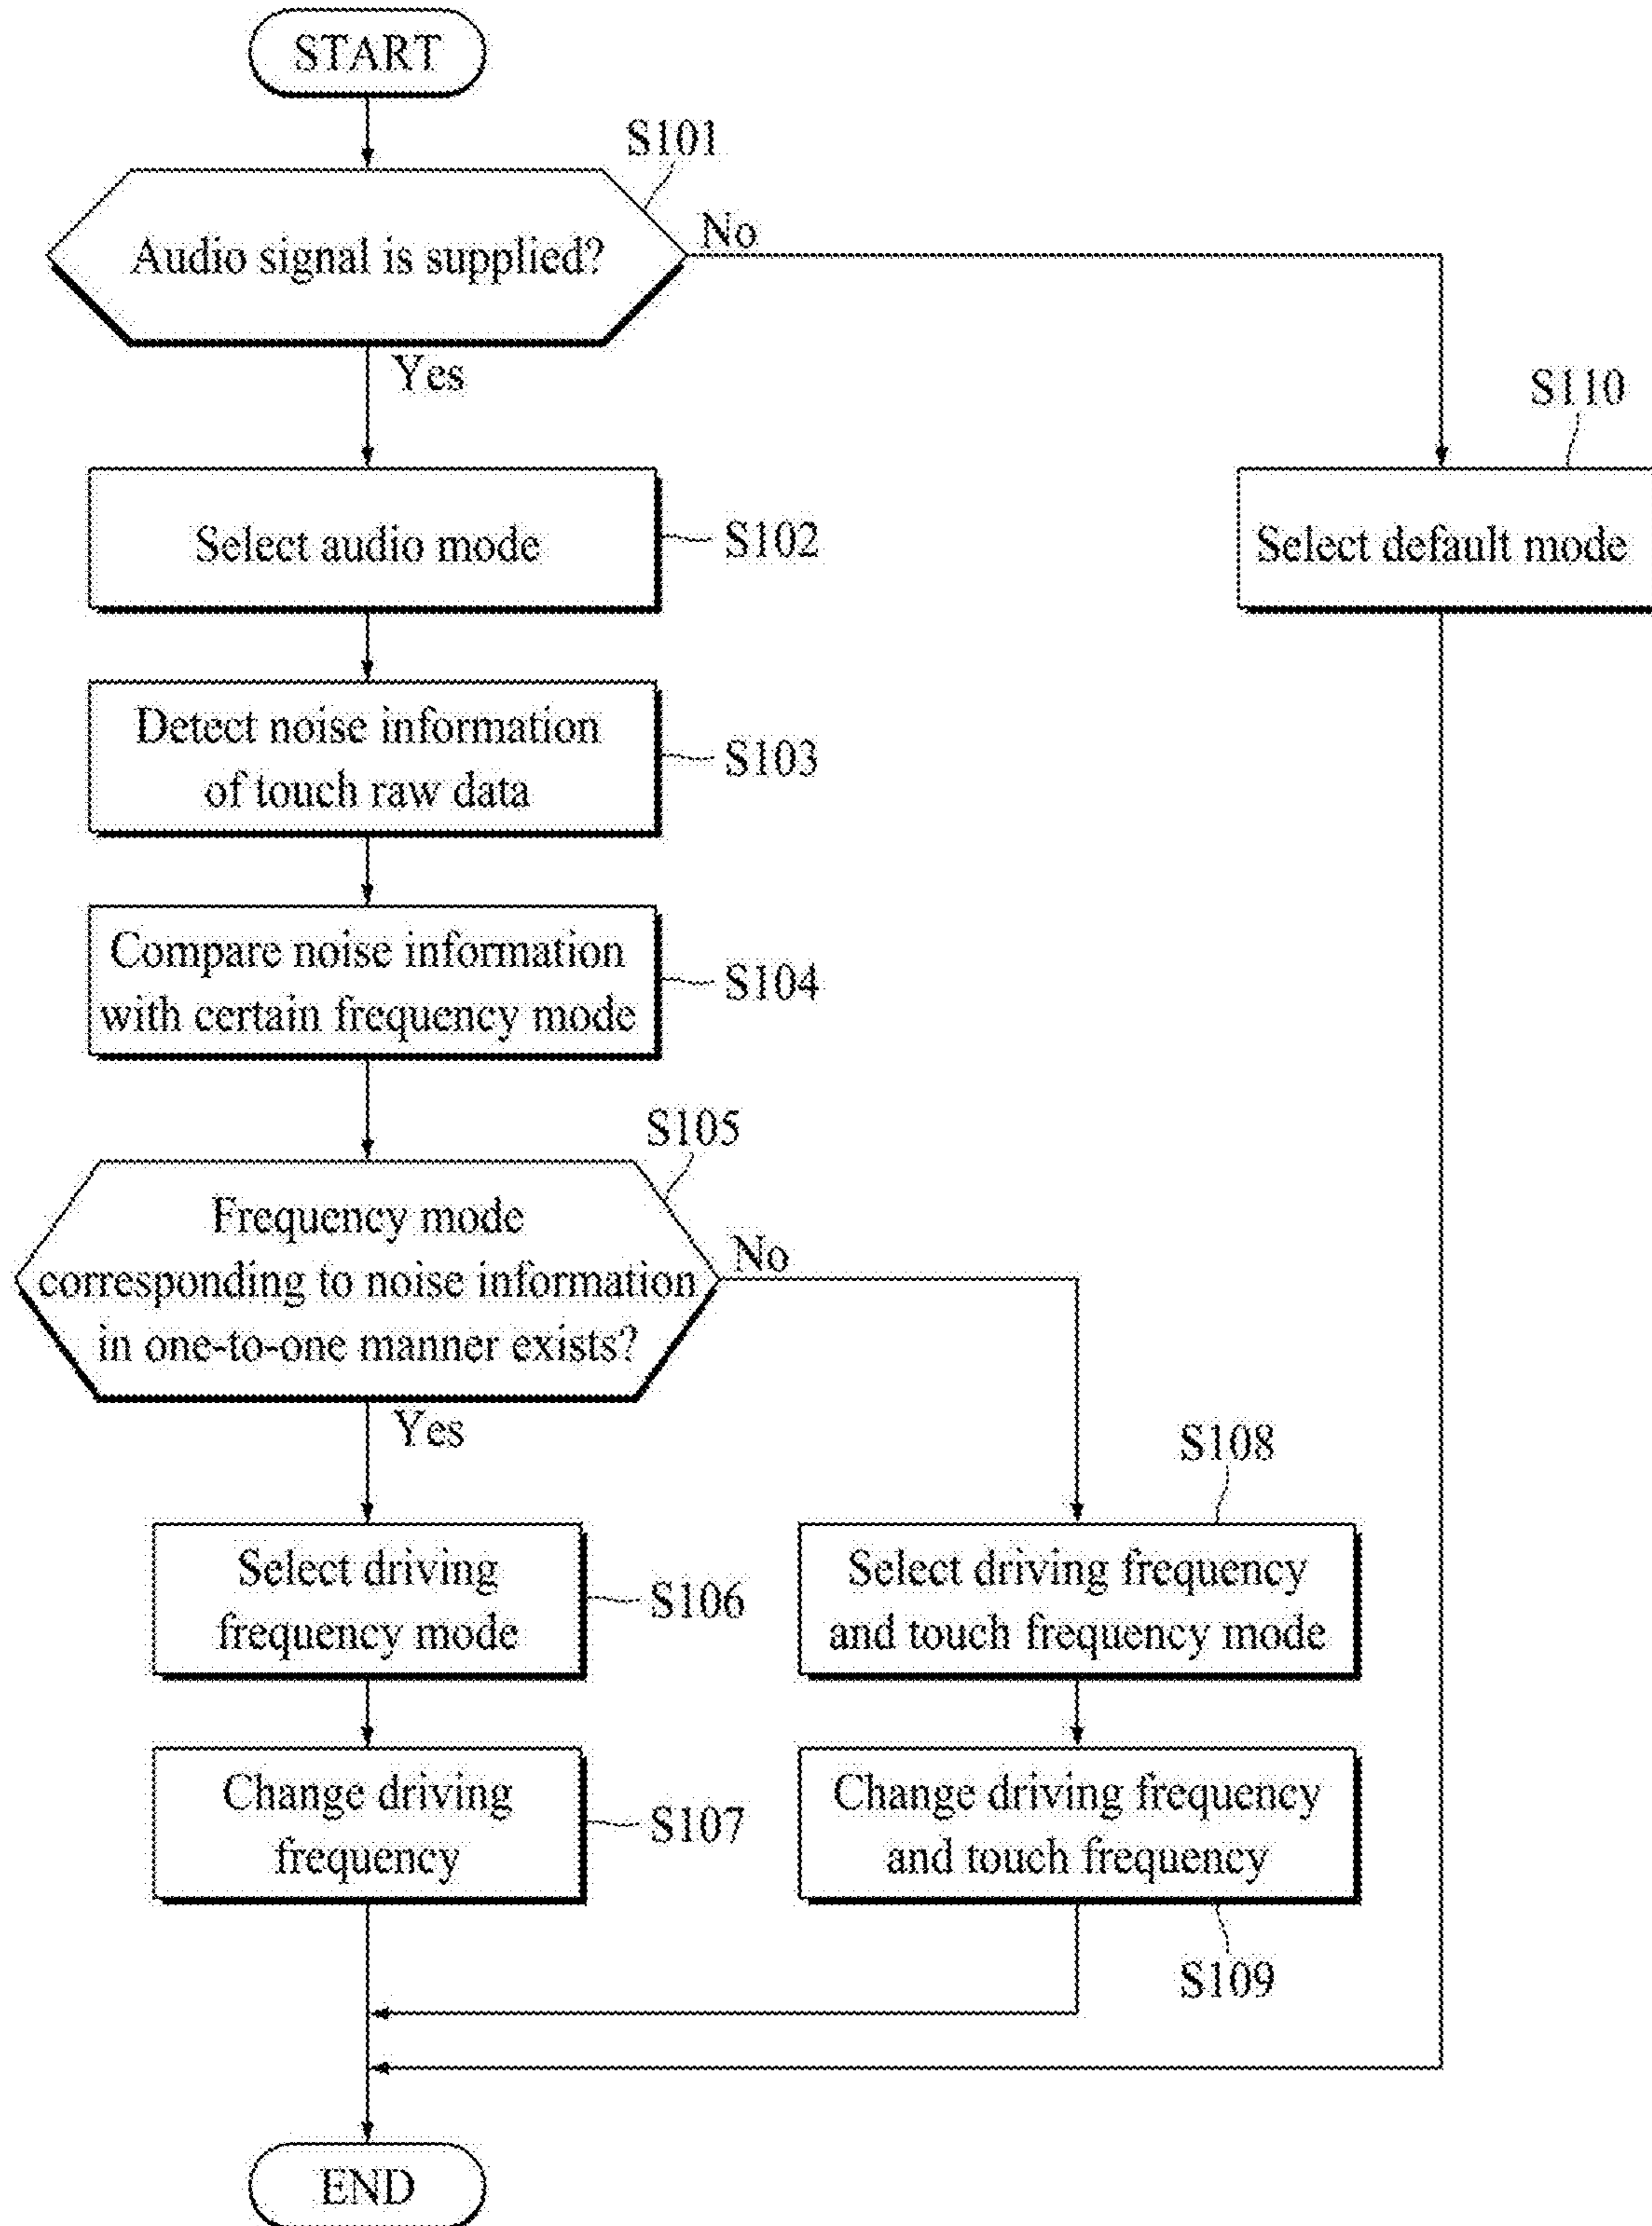 START
S101
Audio signal is supplied?
No
Yes
S110
Select audio mode
S102
Select default mode
Detect noise information
of touch raw data
S103
Compare noise information
with certain frequency mode
S104
S105
Frequency mode
corresponding to noise information
in one-to-one manner exists?
No
Yes
S108
Select driving
frequency mode
S106
Select driving frequency
and touch frequency mode
Change driving
frequency
S107
Change driving frequency
and touch frequency
S109
END